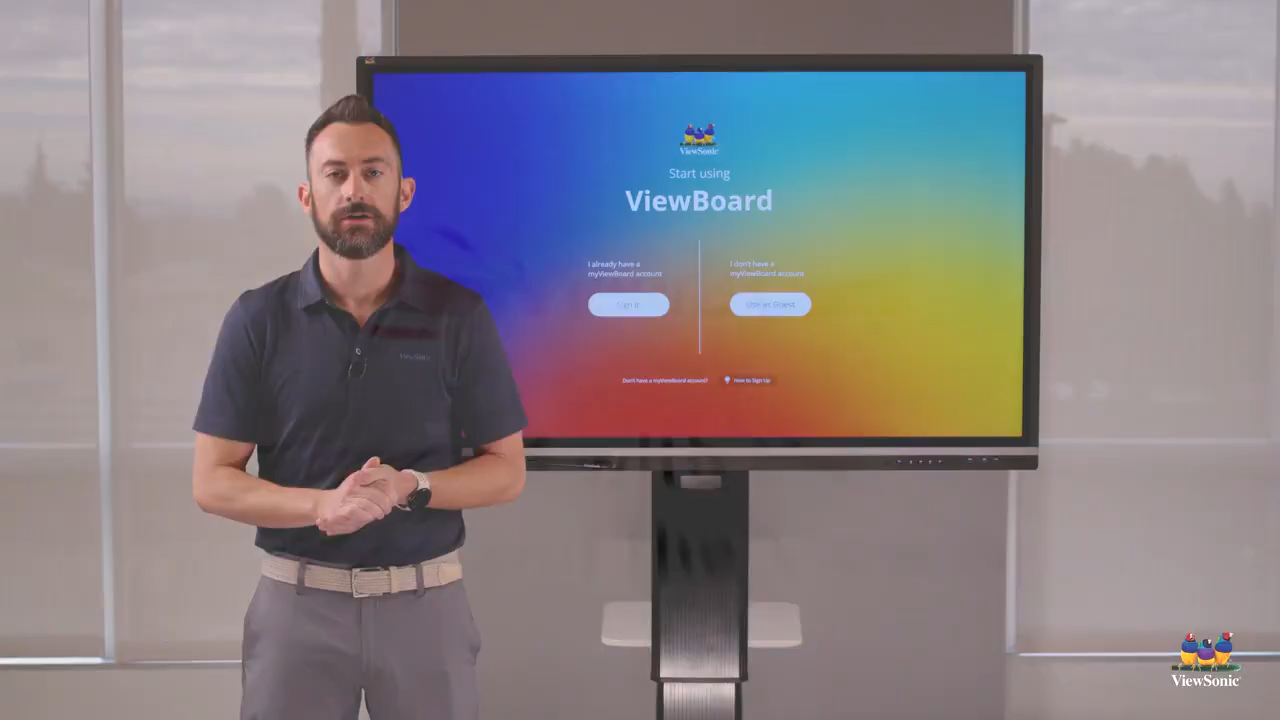 ViewSonic
Start using
ViewBoard
I already have a
myViewBoard account
Sign In
I don't have a
myViewBoard account
Use as Guest
Don't have a myViewBoard account?
How to Sign Up
ViewSonic
ViewSonic